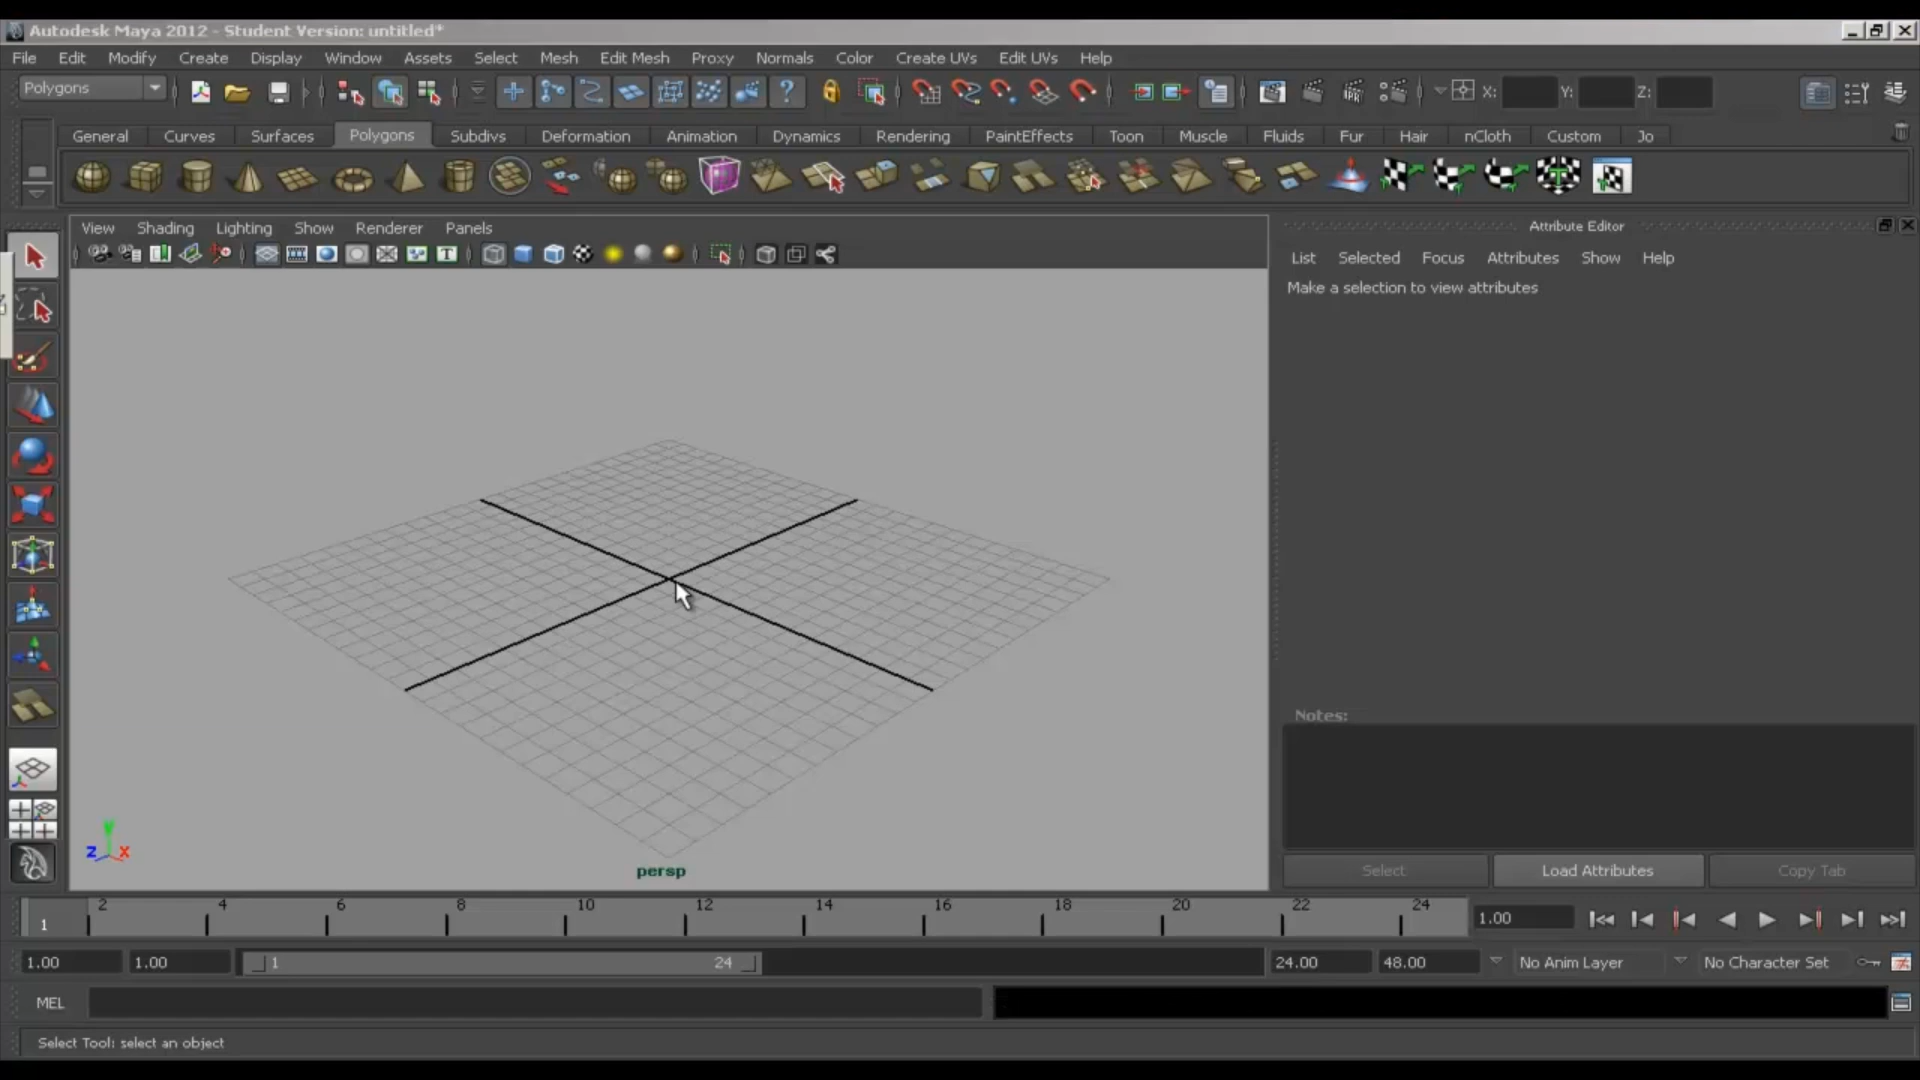 Autodesk Maya 2012 - Student Version: untitled*
File Edit Modify Create Display Window Assets Select Mesh Edit Mesh Proxy Normals Color Create UVs Edit UVs Help
Polygons X: Y: Z:
General Curves Surfaces Polygons Subdivs Deformation Animation Dynamics Rendering PaintEffects Toon Muscle Fluids Fur Hair nCloth Custom Jo
View Shading Lighting Show Renderer Panels
Attribute Editor
List Selected Focus Attributes Show Help
Make a selection to view attributes
Notes:
y
z x
persp
Select Load Attributes Copy Tab
1 2 4 6 8 10 12 14 16 18 20 22 24 1.00
1.00 1.00 1 24 24.00 48.00 No Anim Layer No Character Set
MEL
Select Tool: select an object